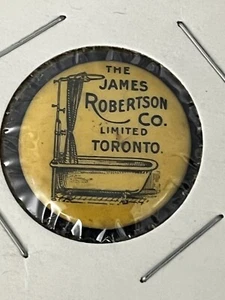 THE
JAMES
ROBERTSON
CO.
LIMITED
TORONTO.